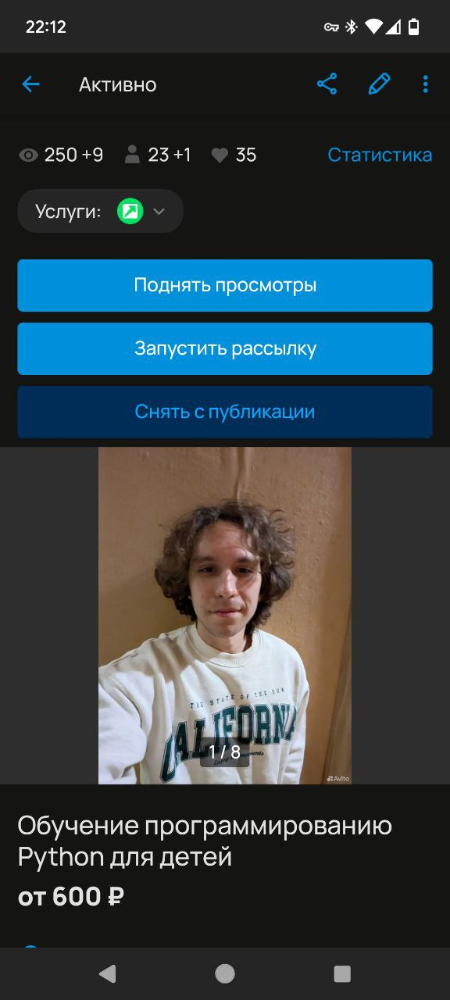 22:12
Активно
250 +9 23 +1 35 Статистика
Услуги:
Поднять просмотры
Запустить рассылку
Снять с публикации
THE STATE OF THE SUN
CALIFORNIA
1 / 8
Avito
Обучение программированию
Python для детей
от 600 ₽